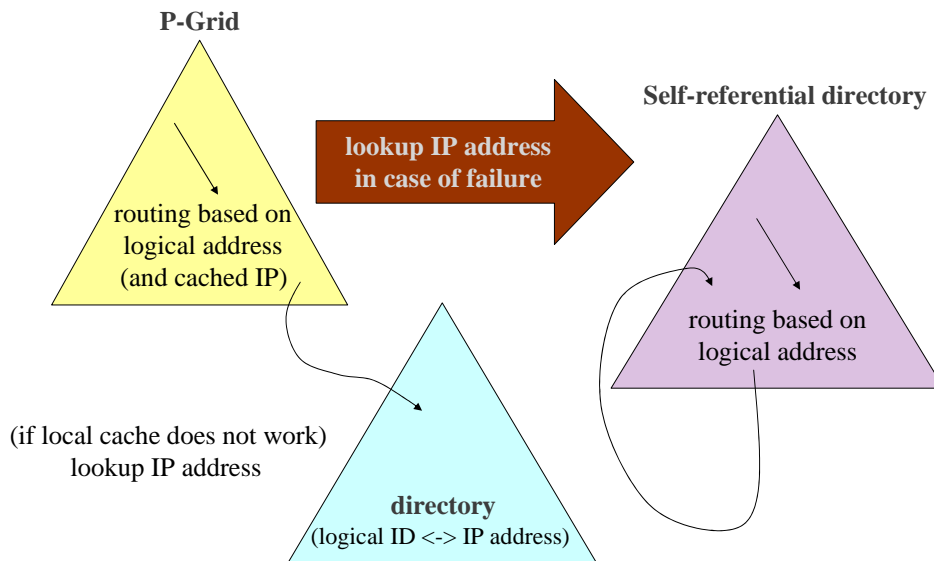 P-Grid
routing based on
logical address
(and cached IP)
lookup IP address
in case of failure
Self-referential directory
routing based on
logical address
(if local cache does not work)
lookup IP address
directory
(logical ID <-> IP address)